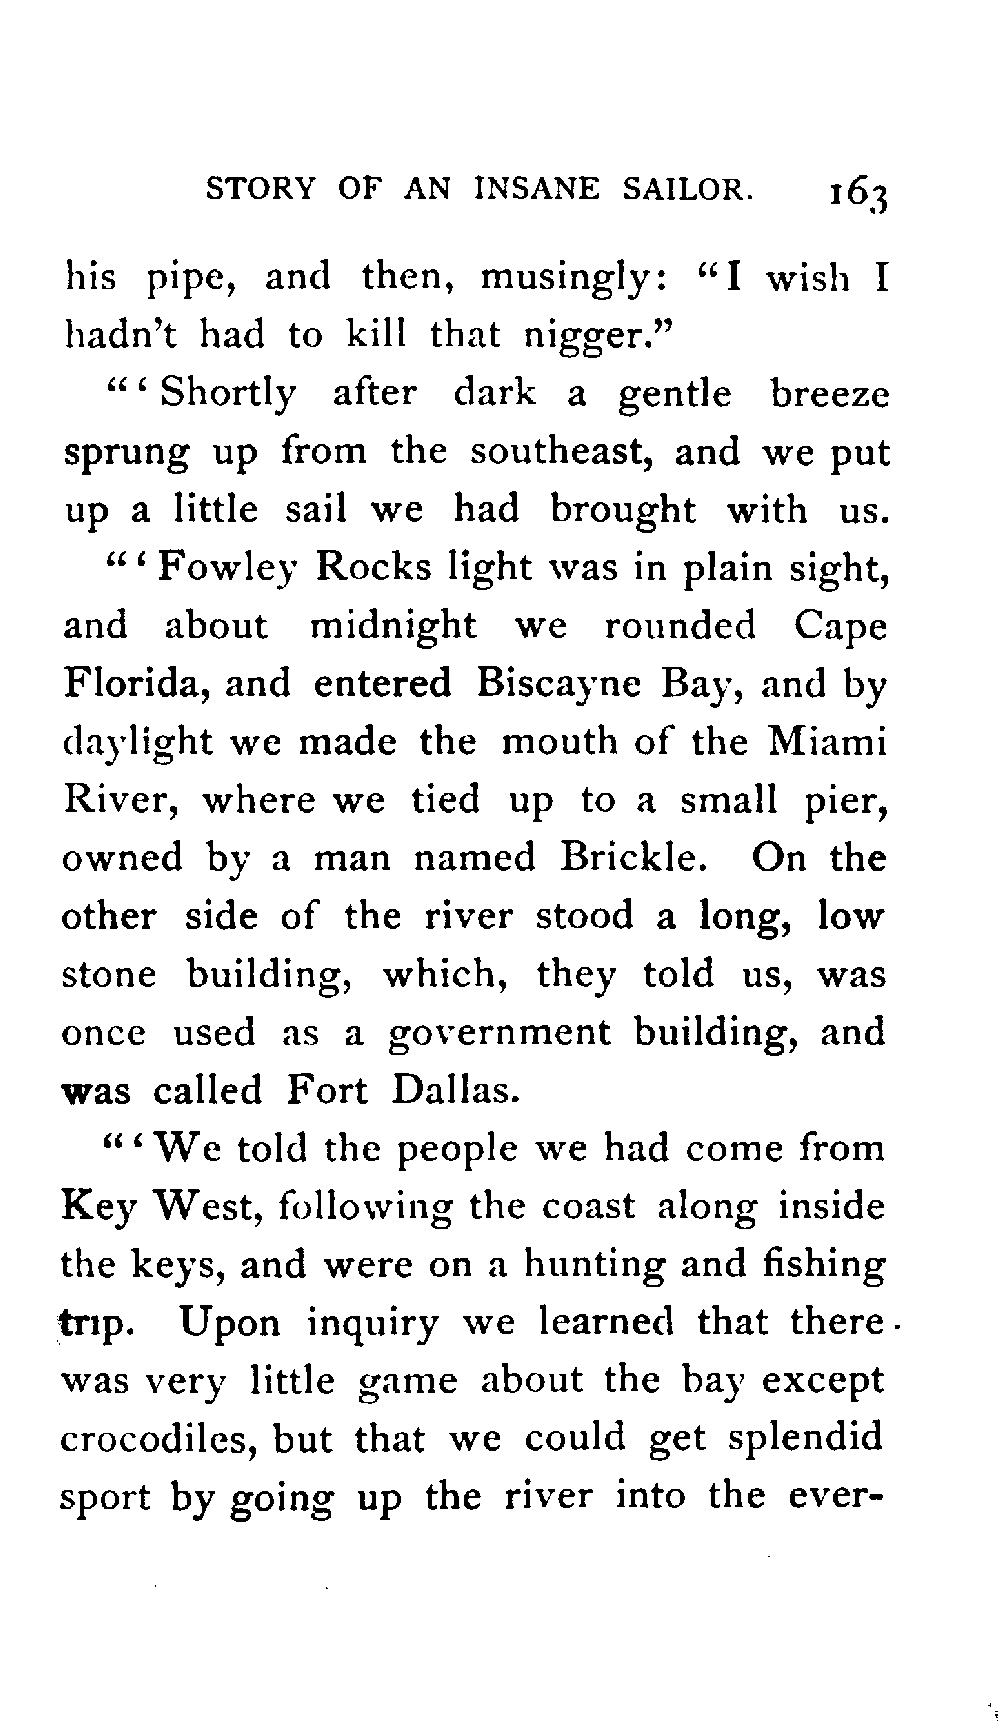 STORY OF AN INSANE SAILOR. 163
his pipe, and then, musingly: “I wish I
hadn’t had to kill that nigger.”
“‘Shortly after dark a gentle breeze
sprung up from the southeast, and we put
up a little sail we had brought with us.
“‘Fowley Rocks light was in plain sight,
and about midnight we rounded Cape
Florida, and entered Biscayne Bay, and by
daylight we made the mouth of the Miami
River, where we tied up to a small pier,
owned by a man named Brickle. On the
other side of the river stood a long, low
stone building, which, they told us, was
once used as a government building, and
was called Fort Dallas.
“‘We told the people we had come from
Key West, following the coast along inside
the keys, and were on a hunting and fishing
trip. Upon inquiry we learned that there
was very little game about the bay except
crocodiles, but that we could get splendid
sport by going up the river into the ever-